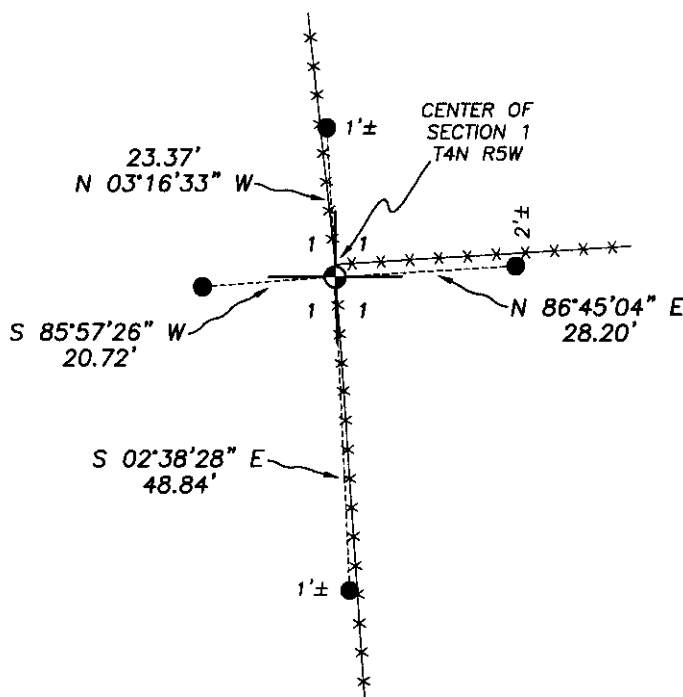 CENTER OF
SECTION 1
T4N R5W
1'±
23.37'
N 03°16'33" W
2'±
1 1
1 1
N 86°45'04" E
28.20'
S 85°57'26" W
20.72'
S 02°38'28" E
48.84'
1'±